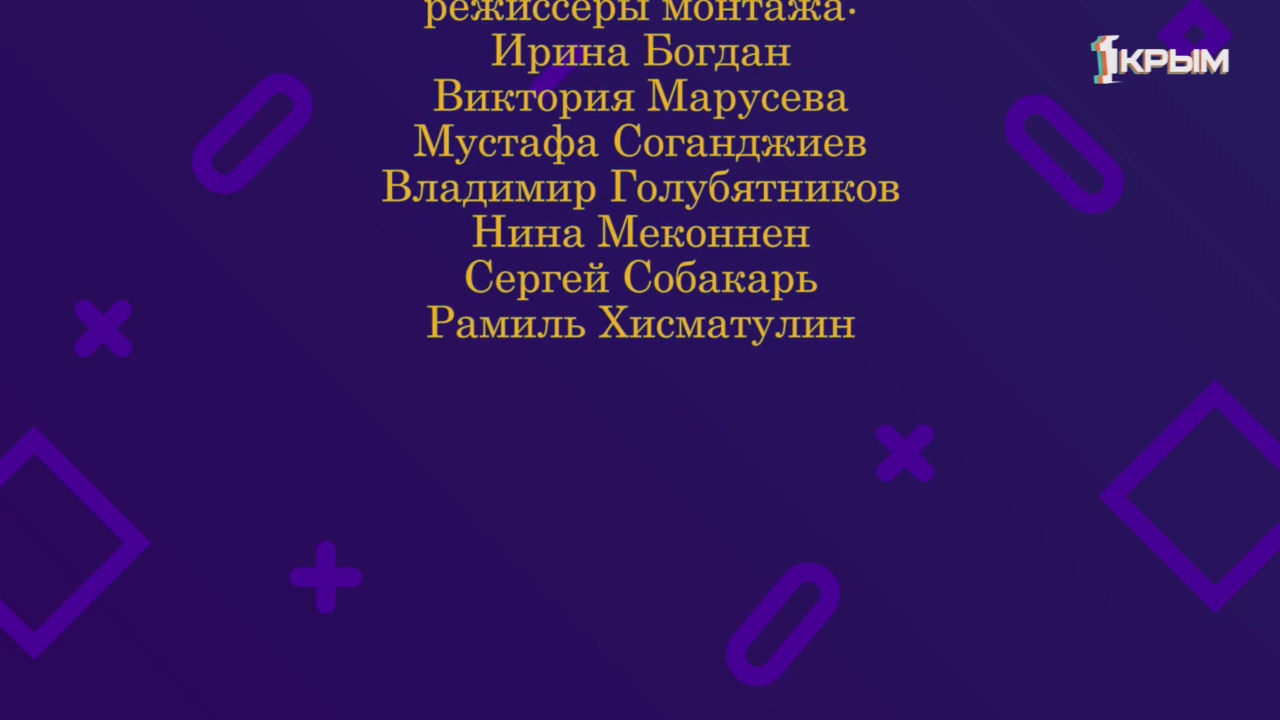 режиссеры монтажа:
Ирина Богдан
Виктория Марусева
Мустафа Соганджиев
Владимир Голубятников
Нина Меконнен
Сергей Собакарь
Рамиль Хисматулин
1КРЫМ